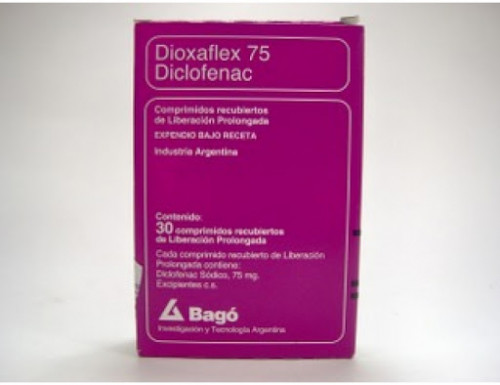 Dioxaflex 75
Diclofenac
Comprimidos recubiertos
de Liberación Prolongada
EXPENDIO BAJO RECETA
Industria Argentina
Contenido:
30 comprimidos recubiertos
de Liberación Prolongada
Cada comprimido recubierto de Liberación
Prolongada contiene:
Diclofenac Sódico, 75 mg.
Excipientes c.s.
Bagó
Investigación y Tecnología Argentina